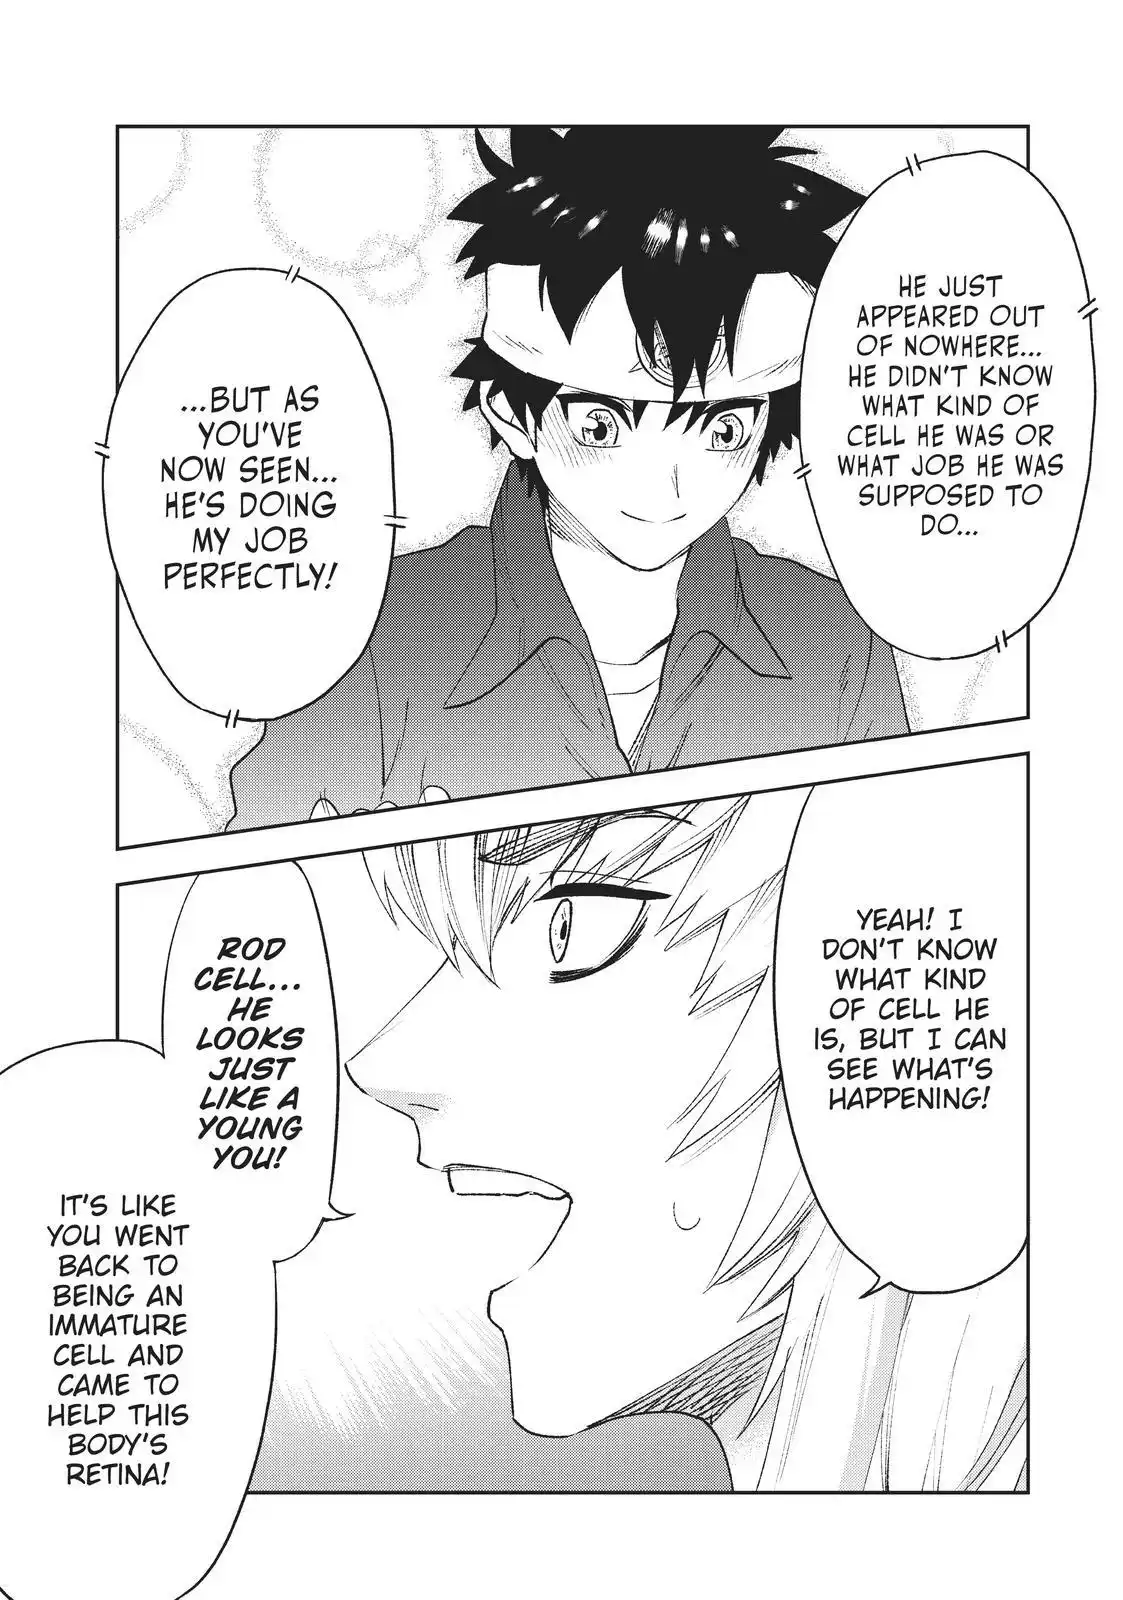 HE JUST
APPEARED OUT
OF NOWHERE...
HE DIDN'T KNOW
WHAT KIND OF
CELL HE WAS OR
WHAT JOB HE WAS
SUPPOSED TO
DO...
...BUT AS
YOU'VE
NOW SEEN...
HE'S DOING
MY JOB
PERFECTLY!
YEAH! I
DON'T KNOW
WHAT KIND
OF CELL HE
IS, BUT I CAN
SEE WHAT'S
HAPPENING!
ROD
CELL...
HE
LOOKS
JUST
LIKE A
YOUNG
YOU!
IT'S LIKE
YOU WENT
BACK TO
BEING AN
IMMATURE
CELL AND
CAME TO
HELP THIS
BODY'S
RETINA!